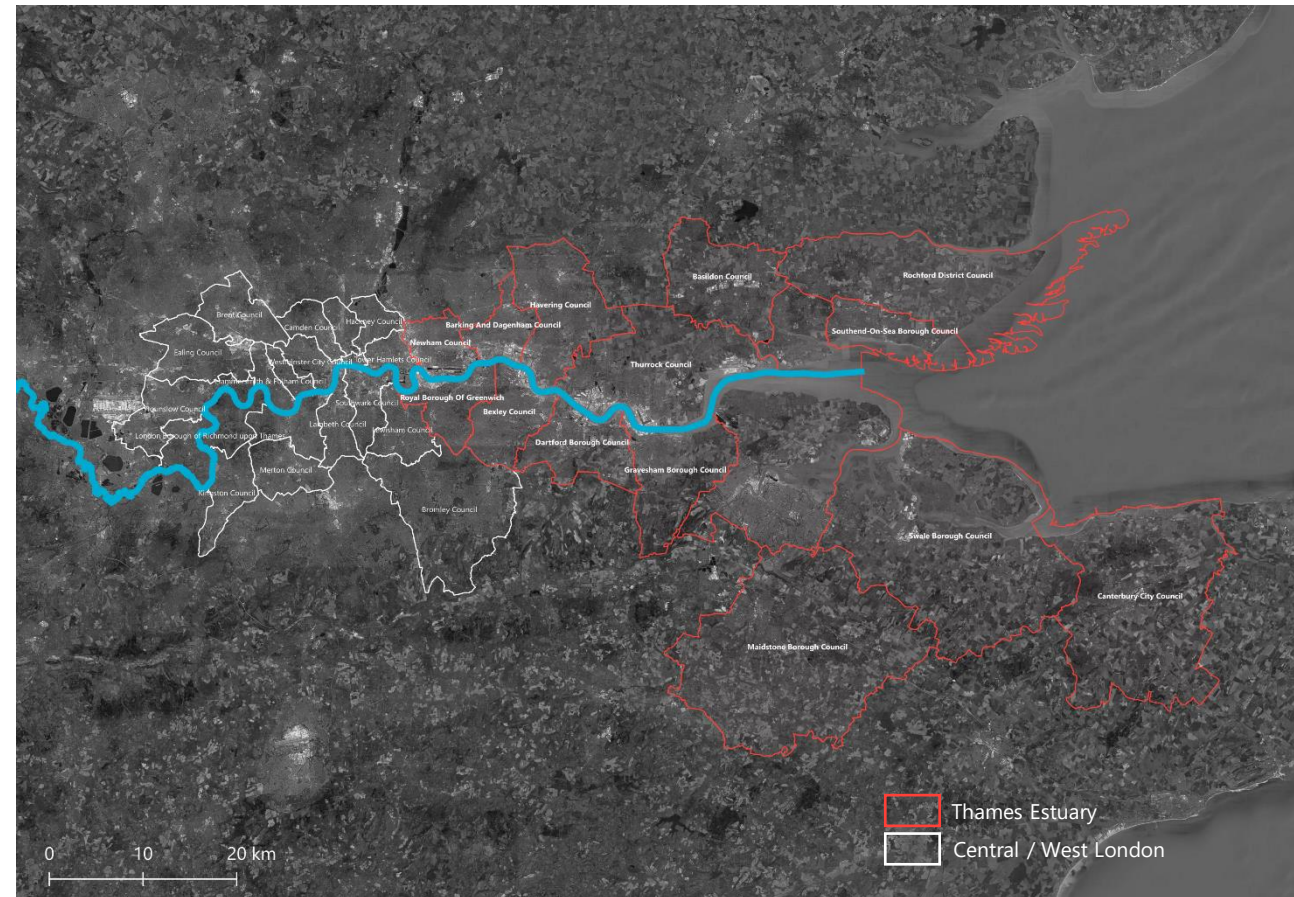 Rochford District Council
Basildon Council
Havering Council
Brent Council
Camden Council
Hackney Council
Barking And Dagenham Council
Southend-On-Sea Borough Council
Newham Council
Ealing Council
Westminster City Council
Tower Hamlets Council
Thurrock Council
Hammersmith & Fulham Council
Royal Borough Of Greenwich
Southwark Council
Hounslow Council
Bexley Council
Lambeth Council
Lewisham Council
London Borough of Richmond upon Thames
Dartford Borough Council
Merton Council
Gravesham Borough Council
Kingston Council
Bromley Council
Swale Borough Council
Canterbury City Council
Maidstone Borough Council
Thames Estuary
Central / West London
0 10 20 km